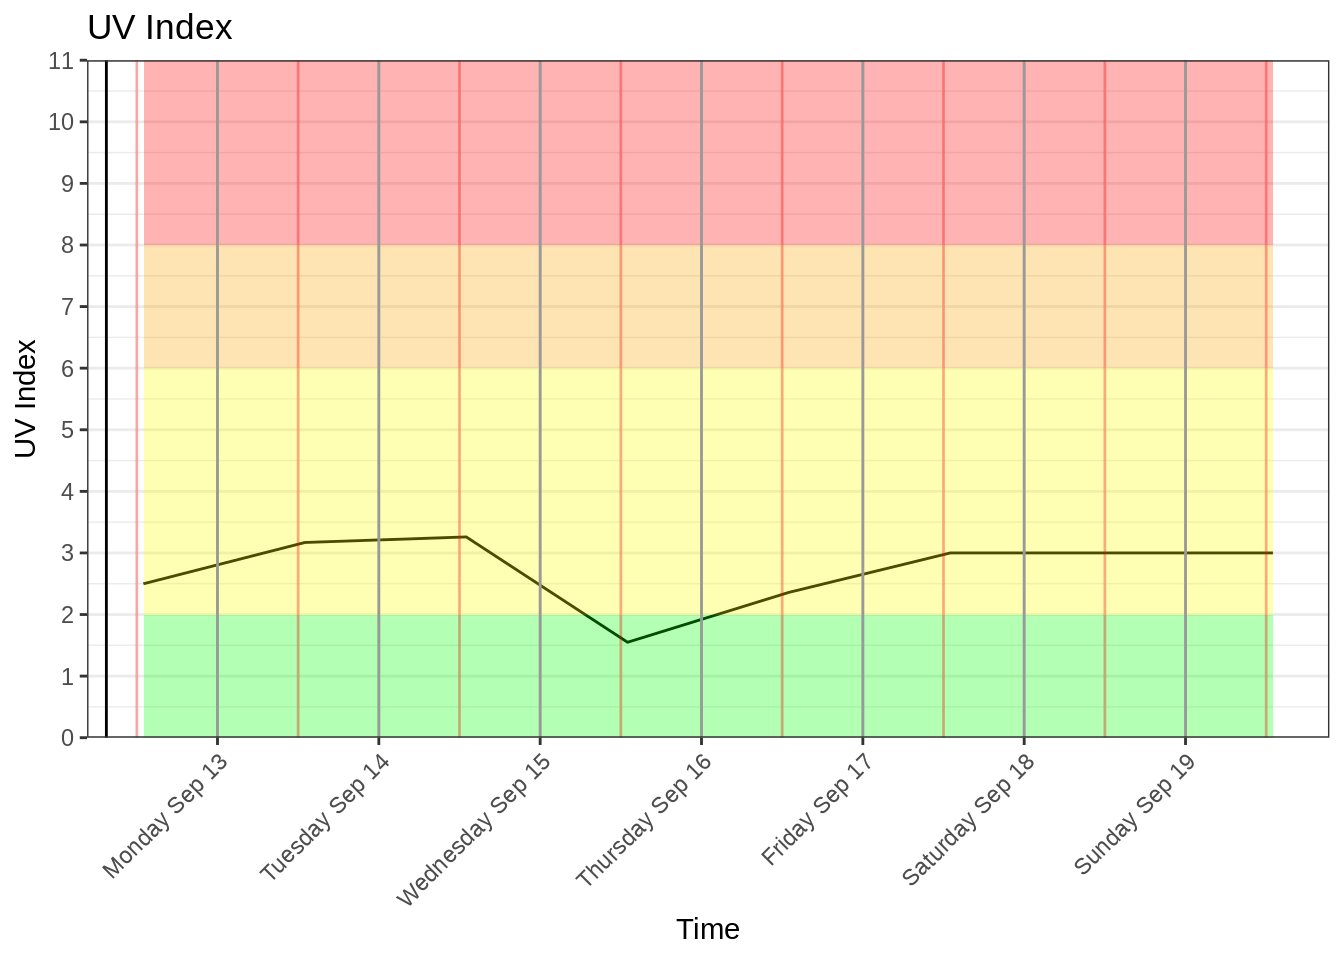 UV Index
11
10
9
8
7
6
5
4
3
2
1
0
UV Index
Monday Sep 13
Tuesday Sep 14
Wednesday Sep 15
Thursday Sep 16
Friday Sep 17
Saturday Sep 18
Sunday Sep 19
Time